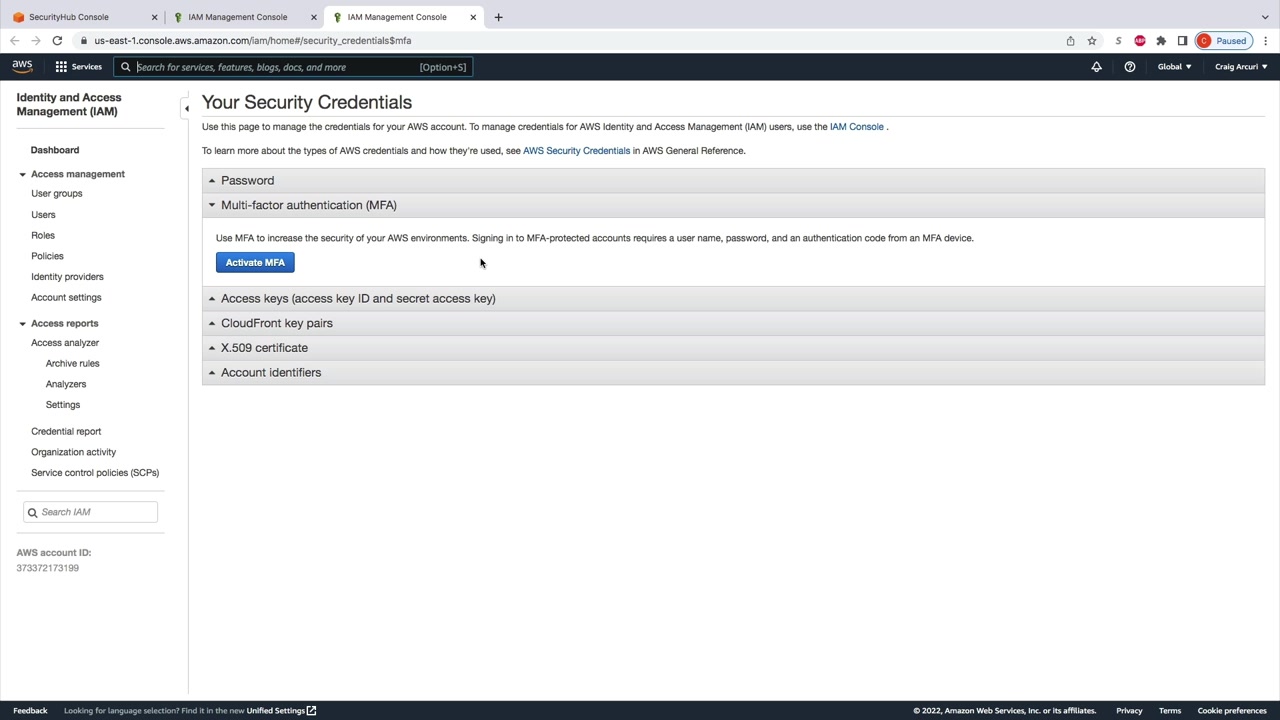 SecurityHub Console
IAM Management Console
IAM Management Console
us-east-1.console.aws.amazon.com/iam/home#/security_credentials$mfa
S
ABP
C
Paused
aws
Services
Search for services, features, blogs, docs, and more
[Option+S]
Global
Craig Arcuri
Identity and Access
Management (IAM)
Dashboard
Access management
User groups
Users
Roles
Policies
Identity providers
Account settings
Access reports
Access analyzer
Archive rules
Analyzers
Settings
Credential report
Organization activity
Service control policies (SCPs)
Search IAM
AWS account ID:
373372173199
Your Security Credentials
Use this page to manage the credentials for your AWS account. To manage credentials for AWS Identity and Access Management (IAM) users, use the IAM Console .
To learn more about the types of AWS credentials and how they're used, see AWS Security Credentials in AWS General Reference.
Password
Multi-factor authentication (MFA)
Use MFA to increase the security of your AWS environments. Signing in to MFA-protected accounts requires a user name, password, and an authentication code from an MFA device.
Activate MFA
Access keys (access key ID and secret access key)
CloudFront key pairs
X.509 certificate
Account identifiers
Feedback
Looking for language selection? Find it in the new Unified Settings
© 2022, Amazon Web Services, Inc. or its affiliates.
Privacy
Terms
Cookie preferences